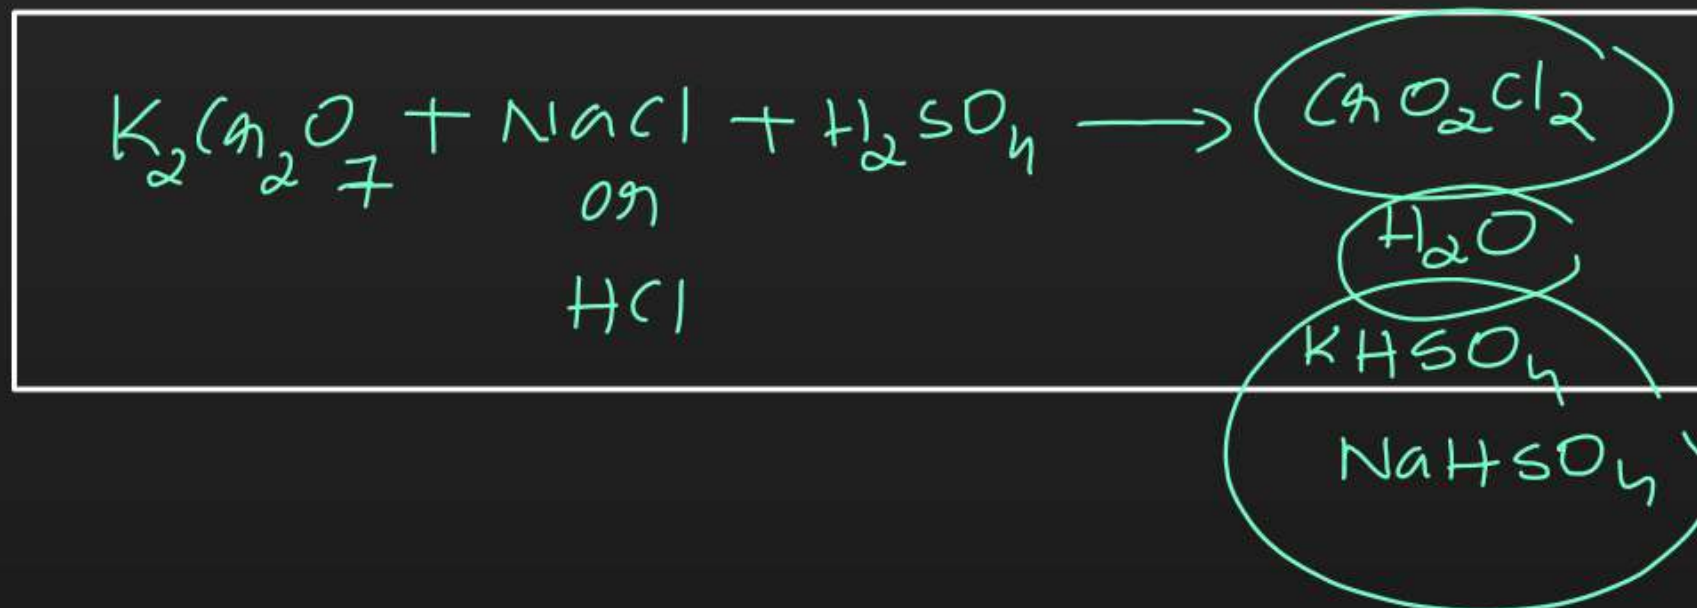 K₂Cr₂O₇ + NaCl + H₂SO₄ ⟶ CrO₂Cl₂
or
H₂O
HCl
KHSO₄
NaHSO₄